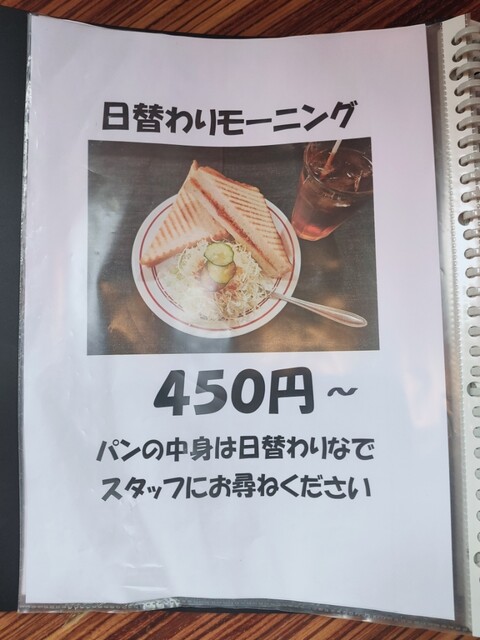 日替わりモーニング
450円~
パンの中身は日替わりなで
スタッフにお尋ねください